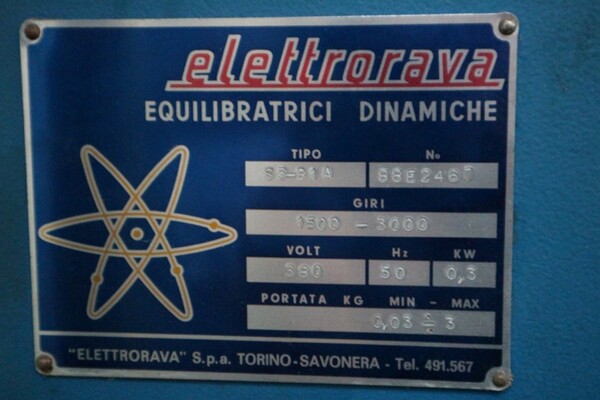 elettrorava
EQUILIBRATRICI DINAMICHE
TIPO No
88E2460
GIRI
1500 - 3000
VOLT Hz KW
380 50 0,3
PORTATA KG MIN - MAX
0,03 ÷ 3
"ELETTRORAVA" S.p.a. TORINO-SAVONERA - Tel. 491.567